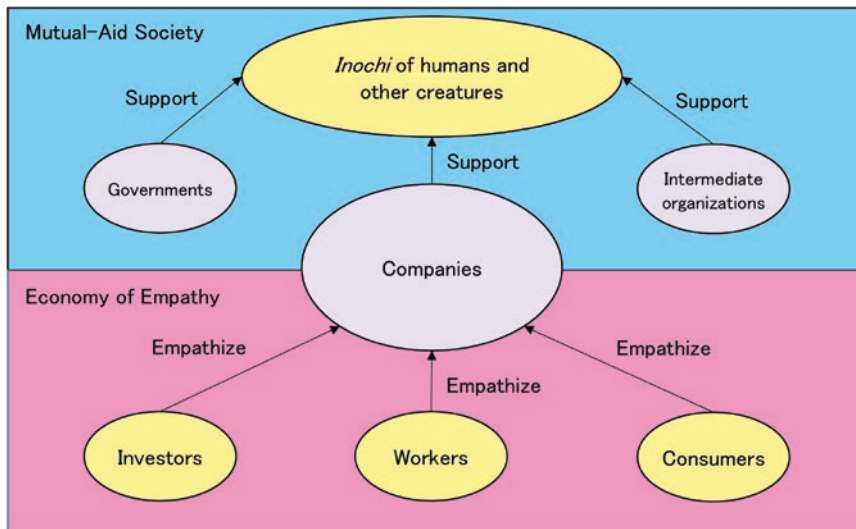 Mutual-Aid Society
Inochi of humans and
other creatures
Support
Support
Support
Governments
Intermediate
organizations
Companies
Economy of Empathy
Empathize
Empathize
Empathize
Investors
Workers
Consumers